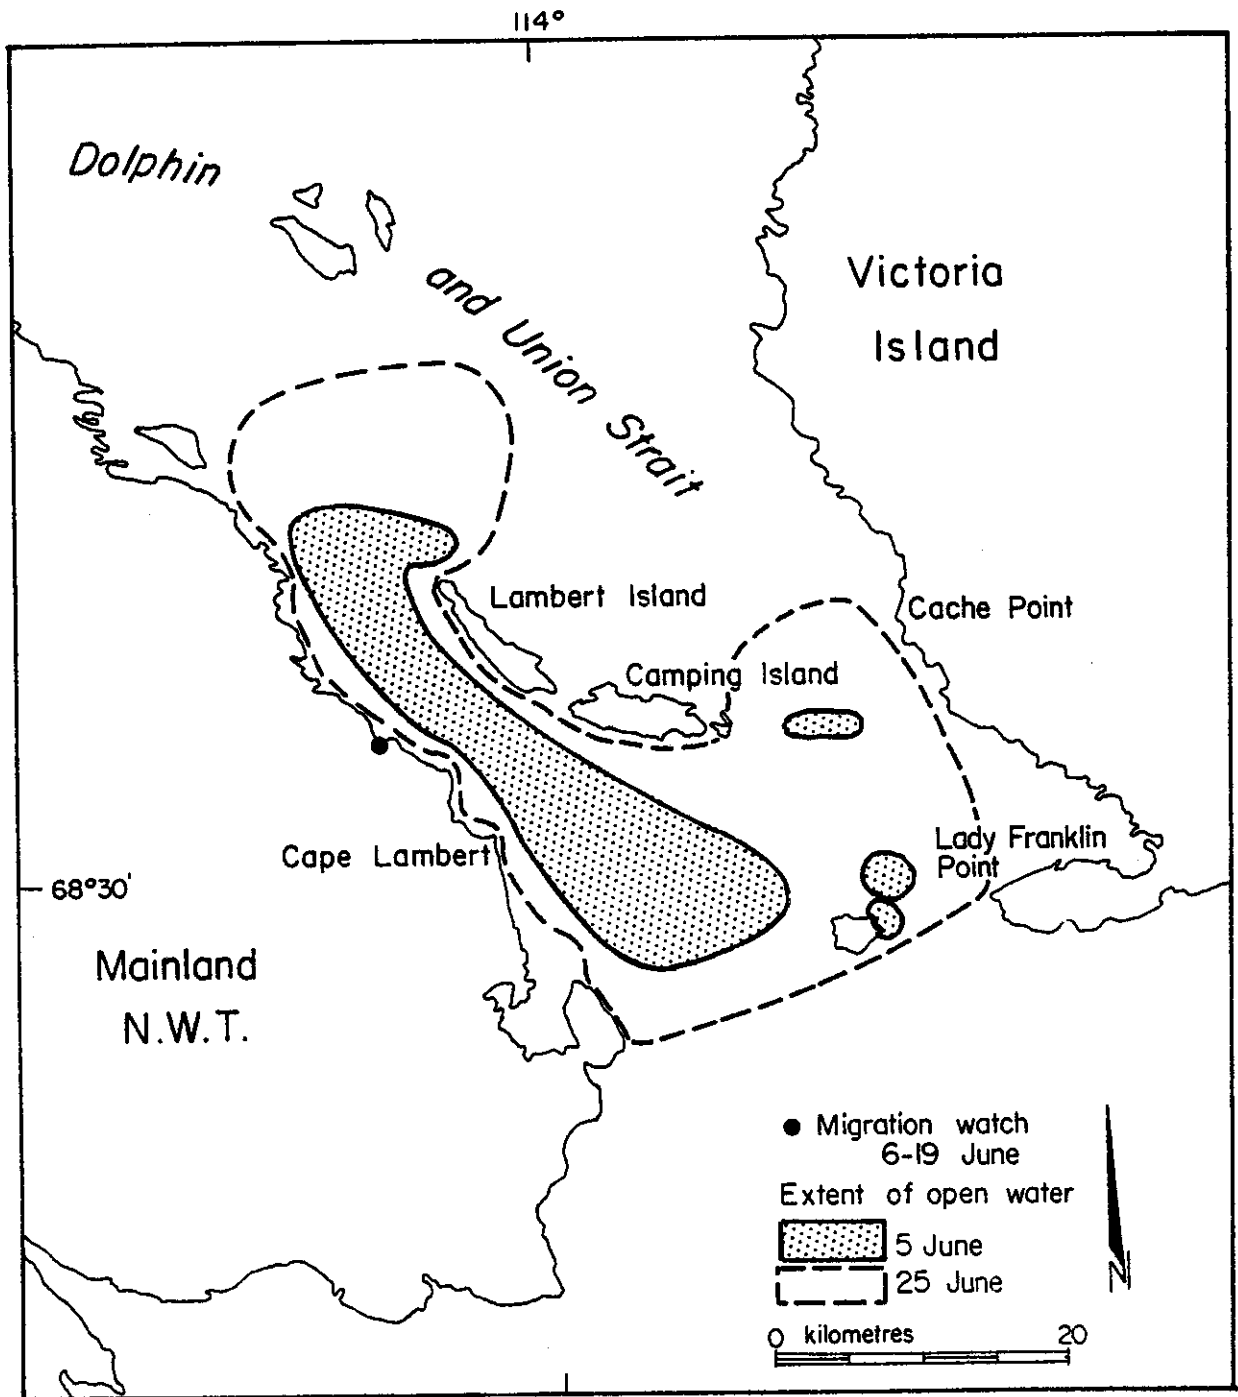 114°
Dolphin
and Union Strait
Victoria
Island
Lambert Island
Cache Point
Camping Island
Lady Franklin
Point
Cape Lambert
68°30'
Mainland
N.W.T.
Migration watch
6-19 June
Extent of open water
5 June
25 June
N
0 kilometres 20